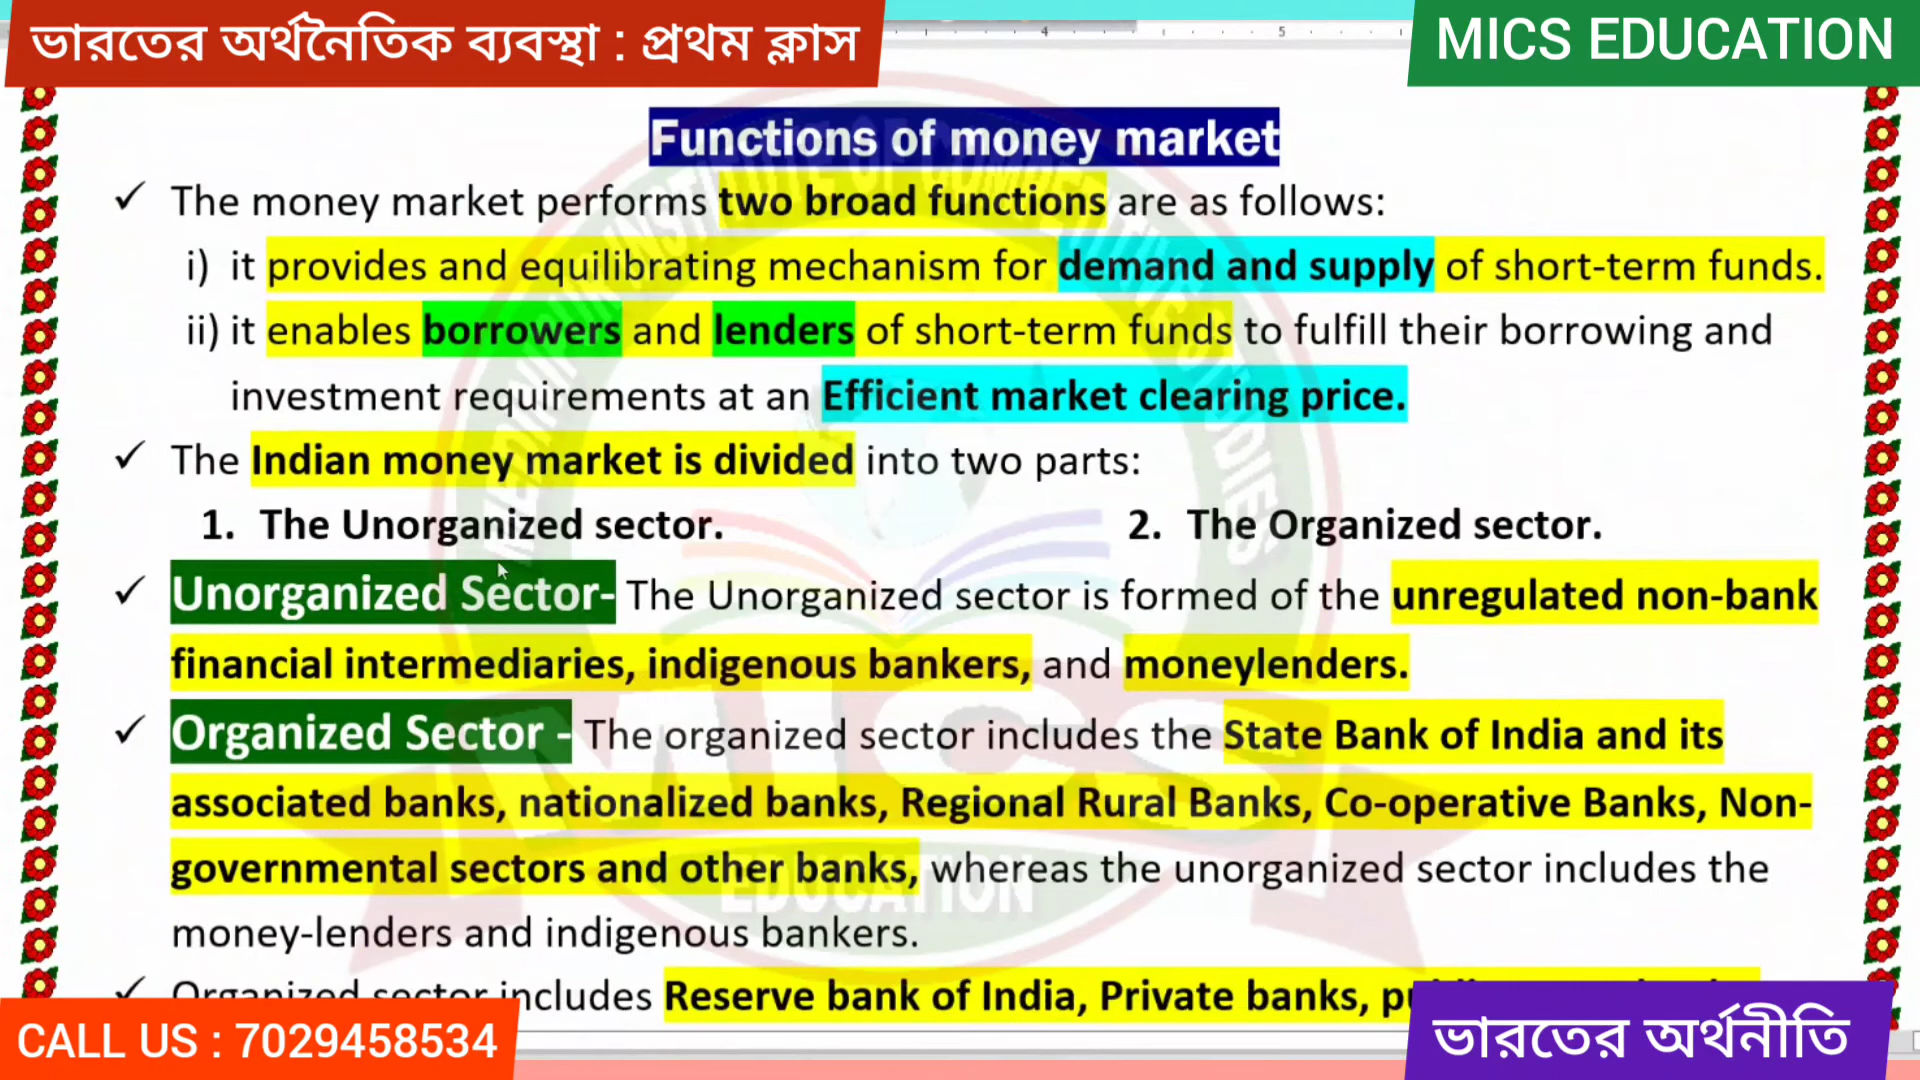 ভারতের অর্থনৈতিক ব্যবস্থা : প্রথম ক্লাস
MICS EDUCATION
4
5
Functions of money market
✓ The money market performs two broad functions are as follows:
i) it provides and equilibrating mechanism for demand and supply of short-term funds.
ii) it enables borrowers and lenders of short-term funds to fulfill their borrowing and
investment requirements at an Efficient market clearing price.
✓ The Indian money market is divided into two parts:
1. The Unorganized sector. 2. The Organized sector.
✓ Unorganized Sector- The Unorganized sector is formed of the unregulated non-bank
financial intermediaries, indigenous bankers, and moneylenders.
✓ Organized Sector - The organized sector includes the State Bank of India and its
associated banks, nationalized banks, Regional Rural Banks, Co-operative Banks, Non-
governmental sectors and other banks, whereas the unorganized sector includes the
money-lenders and indigenous bankers.
✓ Organized sector includes Reserve bank of India, Private banks,
MICS
EDUCATION
CALL US : 7029458534
ভারতের অর্থনীতি